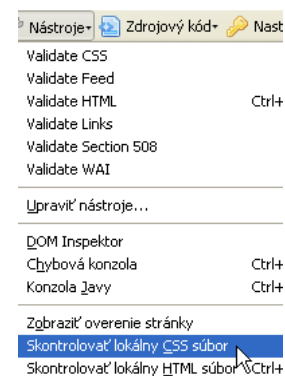 Nástroje Zdrojový kód Nast
Validate CSS
Validate Feed
Validate HTML Ctrl+
Validate Links
Validate Section 508
Validate WAI
Upraviť nástroje...
DOM Inspektor
Chybová konzola Ctrl+
Konzola Javy Ctrl+
Zobraziť overenie stránky
Skontrolovať lokálny CSS súbor
Skontrolovať lokálny HTML súbor Ctrl+